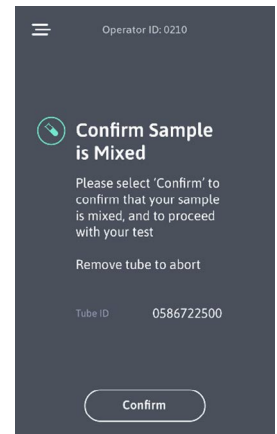 Operator ID: 0210
Confirm Sample
is Mixed
Please select 'Confirm' to
confirm that your sample
is mixed, and to proceed
with your test
Remove tube to abort
Tube ID 0586722500
Confirm